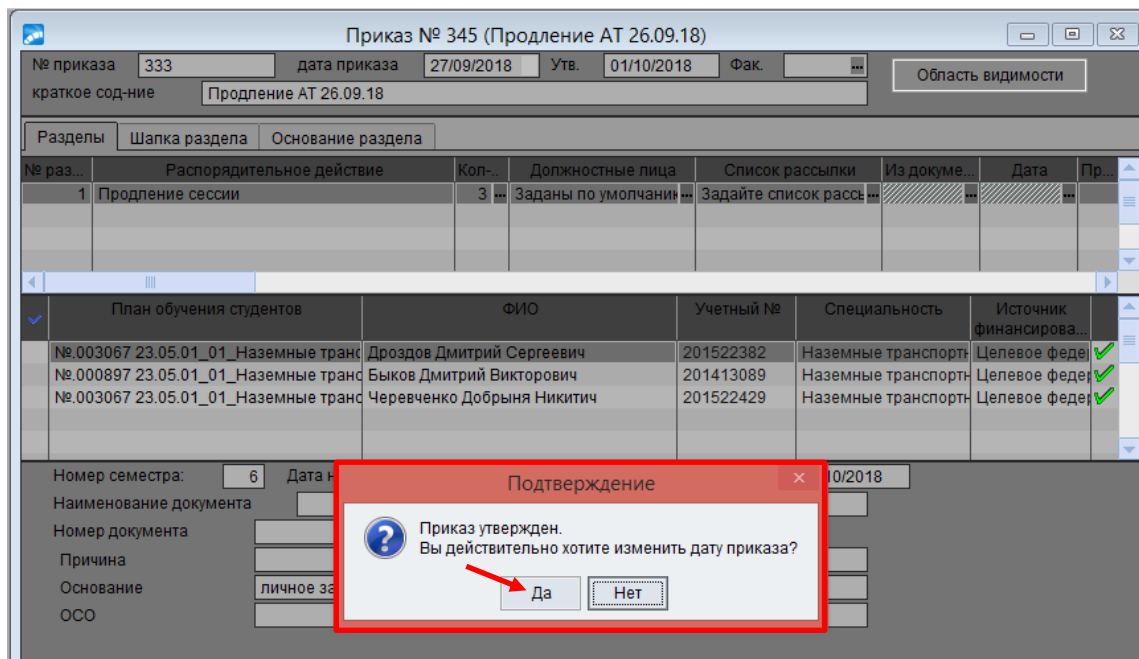 Приказ № 345 (Продление АТ 26.09.18)
№ приказа 333 дата приказа 27/09/2018 Утв. 01/10/2018 Фак. ... Область видимости
краткое сод-ние Продление АТ 26.09.18
Разделы Шапка раздела Основание раздела
№ раз... Распорядительное действие Кол-.. Должностные лица Список рассылки Из докуме... Дата Пр...
1 Продление сессии 3 ... Заданы по умолчани ... Задайте список рассы ... ... ...
План обучения студентов ФИО Учетный № Специальность Источник
финансирова...
№.003067 23.05.01_01_Наземные транс Дроздов Дмитрий Сергеевич 201522382 Наземные транспортн Целевое федер
№.000897 23.05.01_01_Наземные транс Быков Дмитрий Викторович 201413089 Наземные транспортн Целевое федер
№.003067 23.05.01_01_Наземные транс Черевченко Добрыня Никитич 201522429 Наземные транспортн Целевое федер
Номер семестра: 6 Дата н 10/2018
Подтверждение
Наименование документа
Приказ утвержден.
Номер документа
Вы действительно хотите изменить дату приказа?
Причина
Основание личное за
Да Нет
ОСО